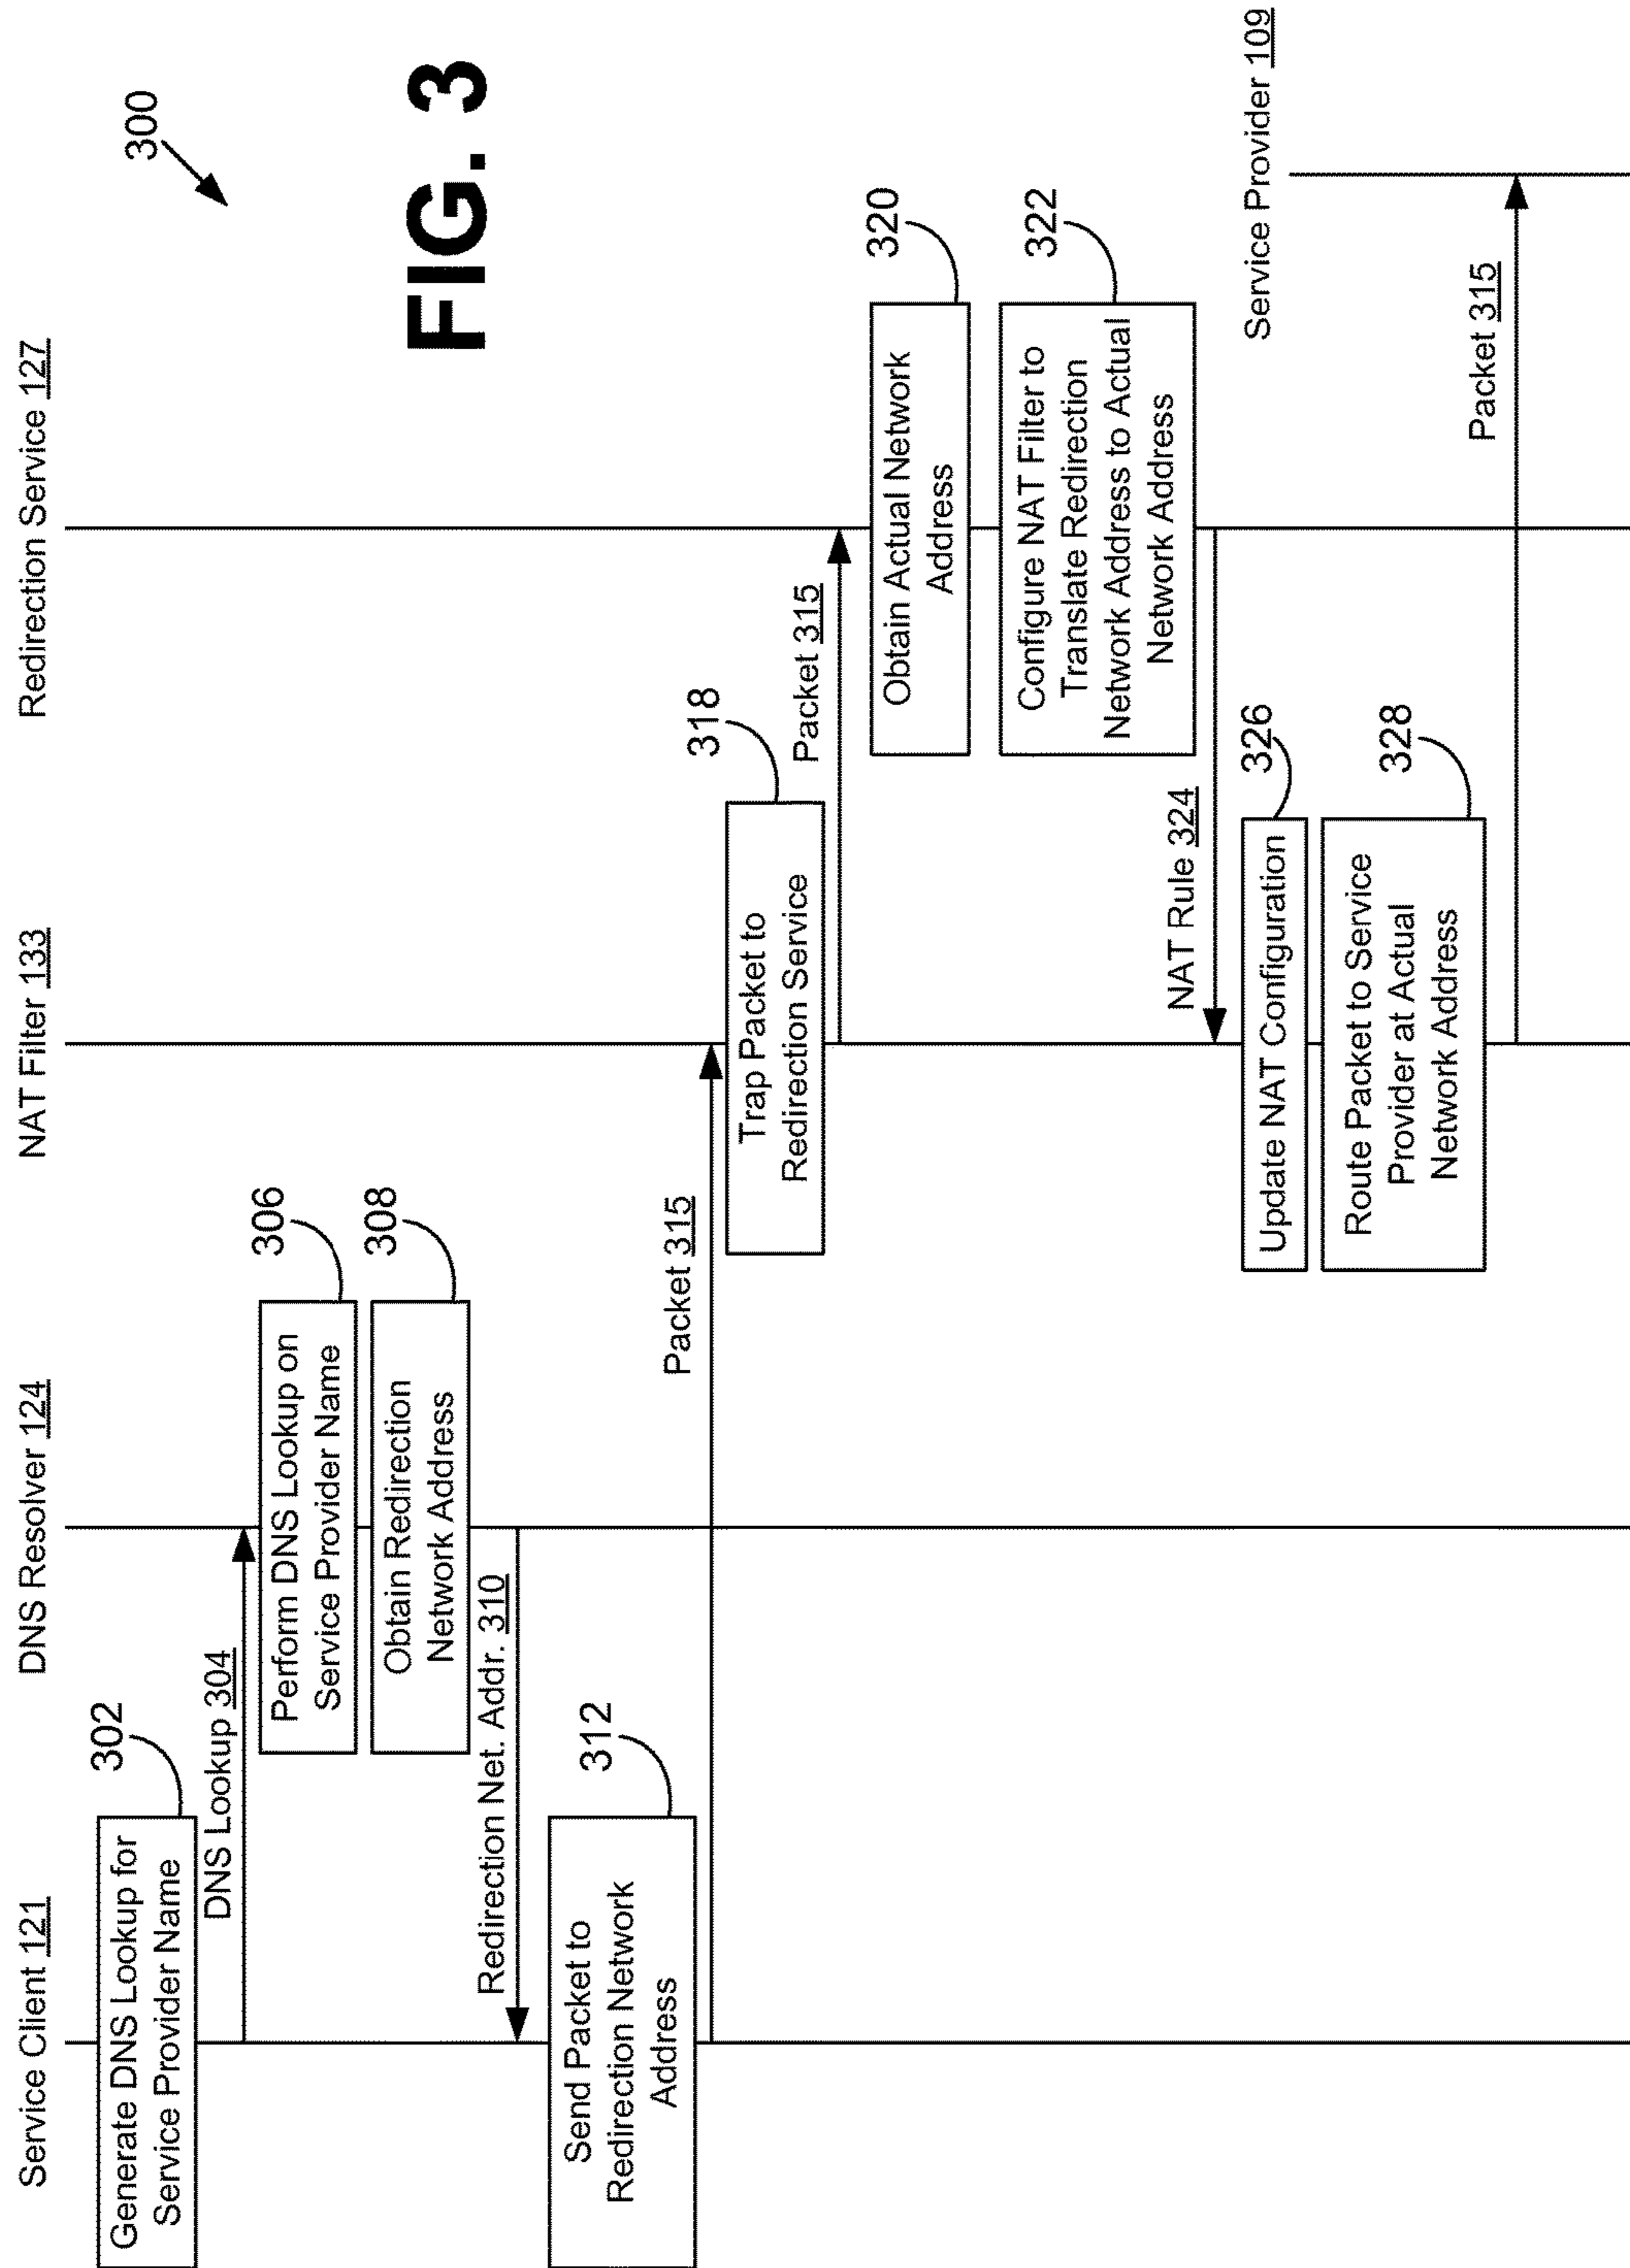 300
FIG. 3
Service Client 121
DNS Resolver 124
NAT Filter 133
Redirection Service 127
Generate DNS Lookup for
Service Provider Name
302
DNS Lookup 304
Perform DNS Lookup on
Service Provider Name
306
Obtain Redirection
Network Address
308
Redirection Net. Addr. 310
Send Packet to
Redirection Network
Address
312
Packet 315
Trap Packet to
Redirection Service
318
Packet 315
Obtain Actual Network
Address
320
Configure NAT Filter to
Translate Redirection
Network Address to Actual
Network Address
322
NAT Rule 324
Service Provider 109
Update NAT Configuration
326
Route Packet to Service
Provider at Actual
Network Address
328
Packet 315